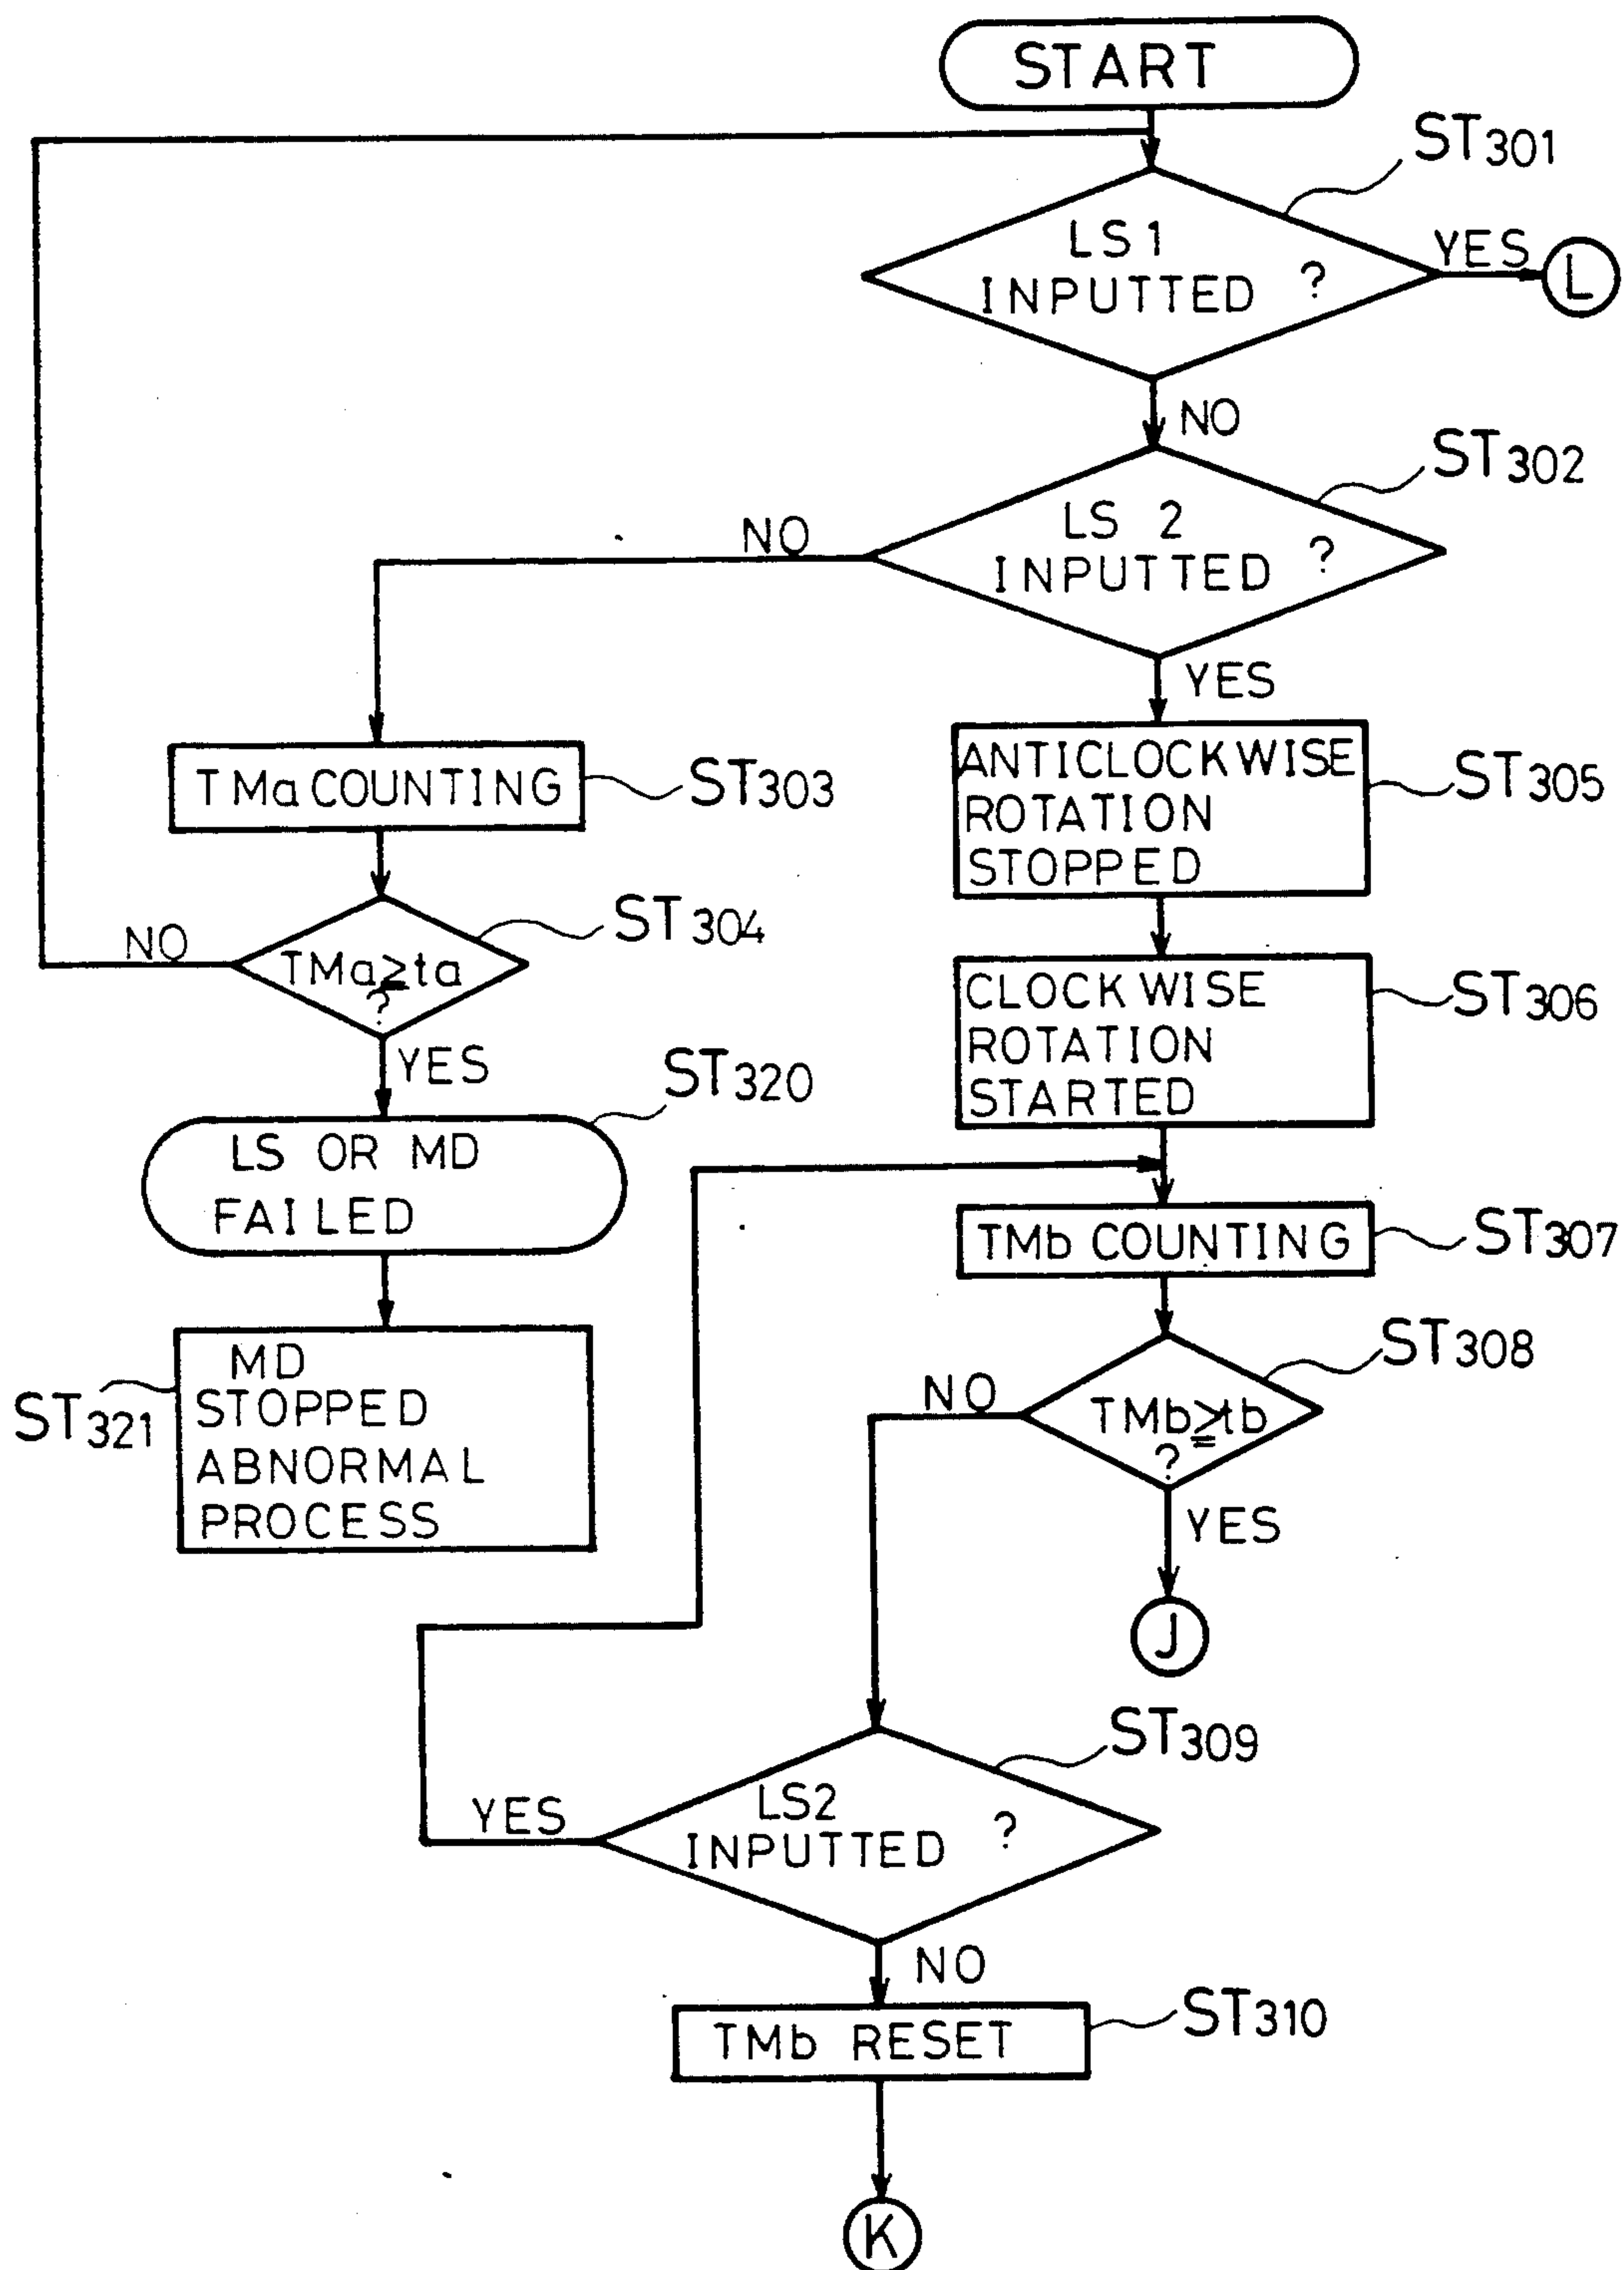 START
ST301
LS1
INPUTTED ?
YES
L
NO
ST302
LS 2
INPUTTED ?
NO
YES
TMa COUNTING
ST303
ANTICLOCKWISE
ROTATION
STOPPED
ST305
ST304
NO
TMa≧ta
?
CLOCKWISE
ROTATION
STARTED
ST306
YES
ST320
LS OR MD
FAILED
TMb COUNTING
ST307
MD
STOPPED
ABNORMAL
PROCESS
ST321
ST308
NO
TMb≧tb
?
YES
J
ST309
LS2
INPUTTED ?
YES
NO
TMb RESET
ST310
K